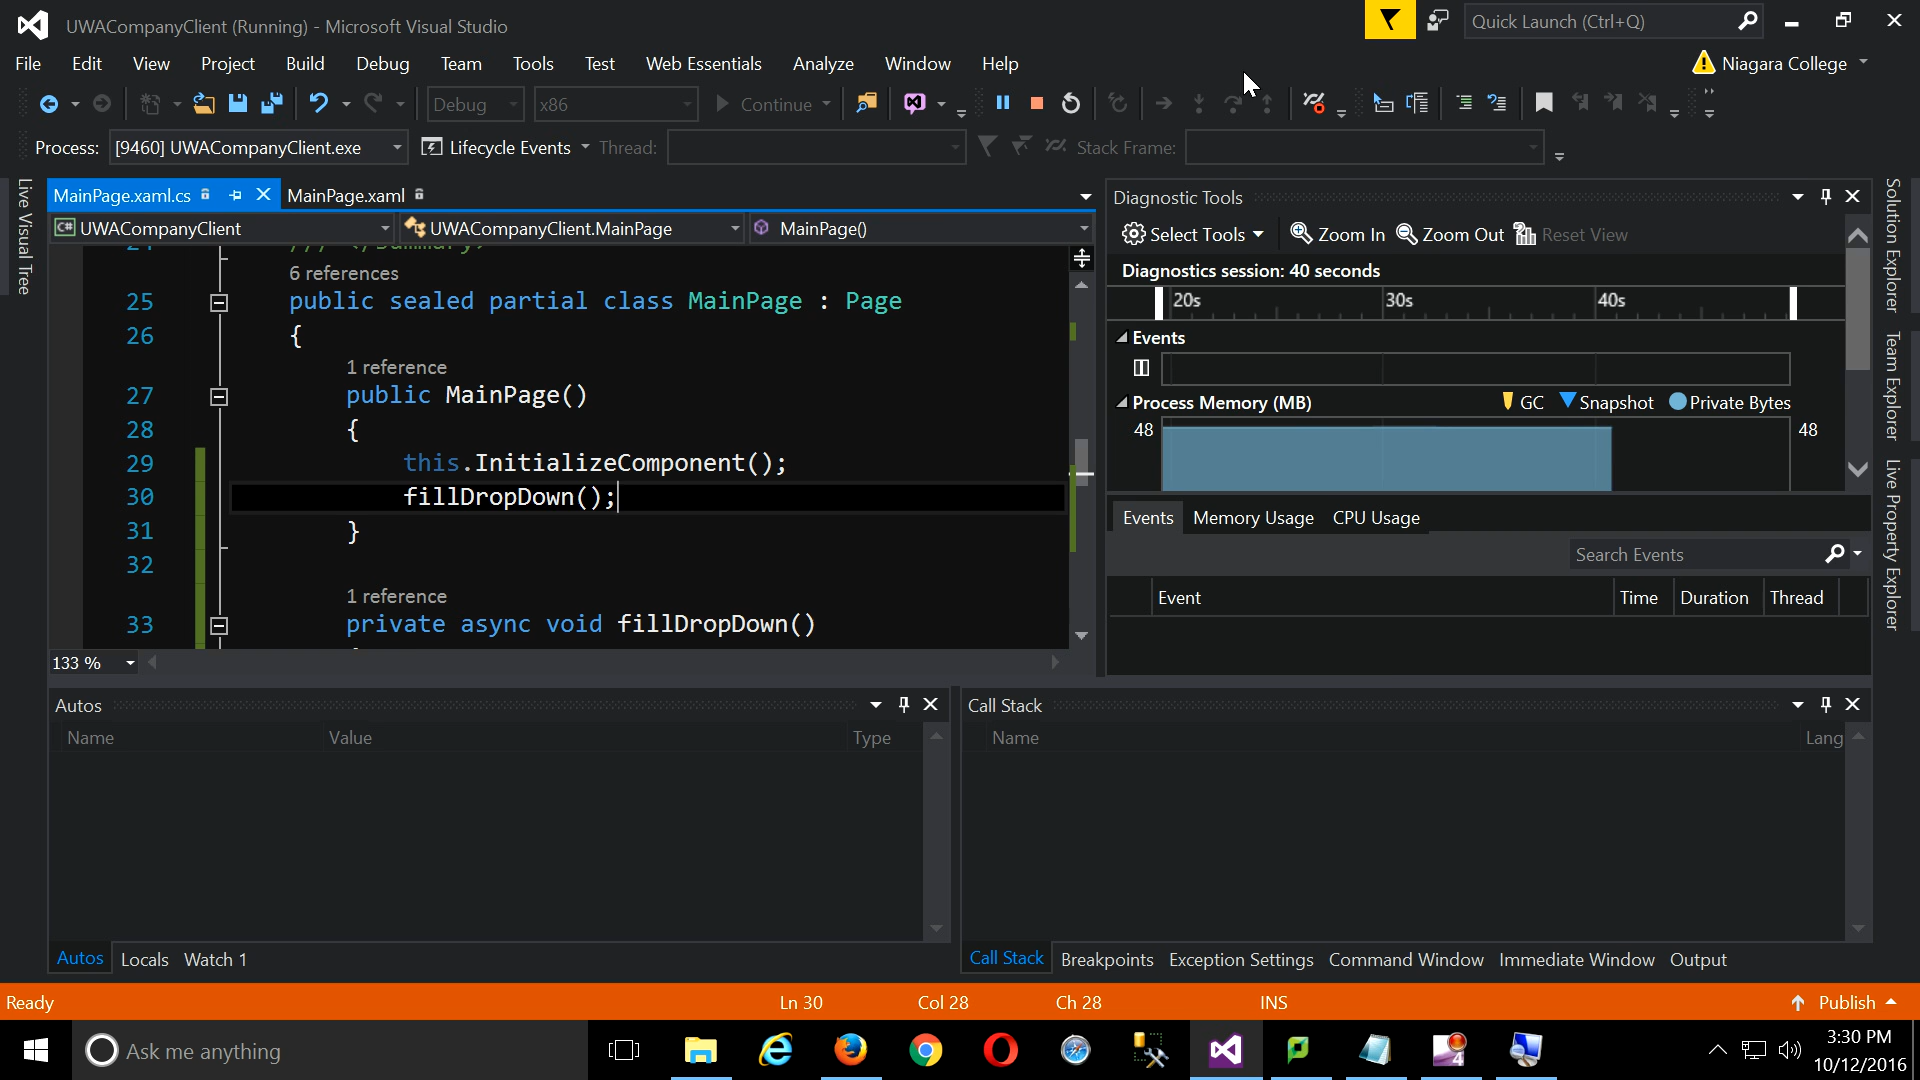 UWACompanyClient (Running) - Microsoft Visual Studio
Quick Launch (Ctrl+Q)
File Edit View Project Build Debug Team Tools Test Web Essentials Analyze Window Help
Niagara College
Debug x86 Continue
Process: [9460] UWACompanyClient.exe Lifecycle Events Thread: Stack Frame:
Live Visual Tree
MainPage.xaml.cs MainPage.xaml
UWACompanyClient UWACompanyClient.MainPage MainPage()
6 references
25 public sealed partial class MainPage : Page
26 {
1 reference
27 public MainPage()
28 {
29 this.InitializeComponent();
30 fillDropDown();
31 }
32
1 reference
33 private async void fillDropDown()
133 %
Diagnostic Tools
Select Tools Zoom In Zoom Out Reset View
Diagnostics session: 40 seconds
20s 30s 40s
Events
Process Memory (MB) GC Snapshot Private Bytes
48 48
Events Memory Usage CPU Usage
Search Events
Event Time Duration Thread
Solution Explorer
Team Explorer
Live Property Explorer
Autos
Name Value Type
Autos Locals Watch 1
Call Stack
Name Lang
Call Stack Breakpoints Exception Settings Command Window Immediate Window Output
Ready Ln 30 Col 28 Ch 28 INS Publish
Ask me anything
4
3:30 PM
10/12/2016